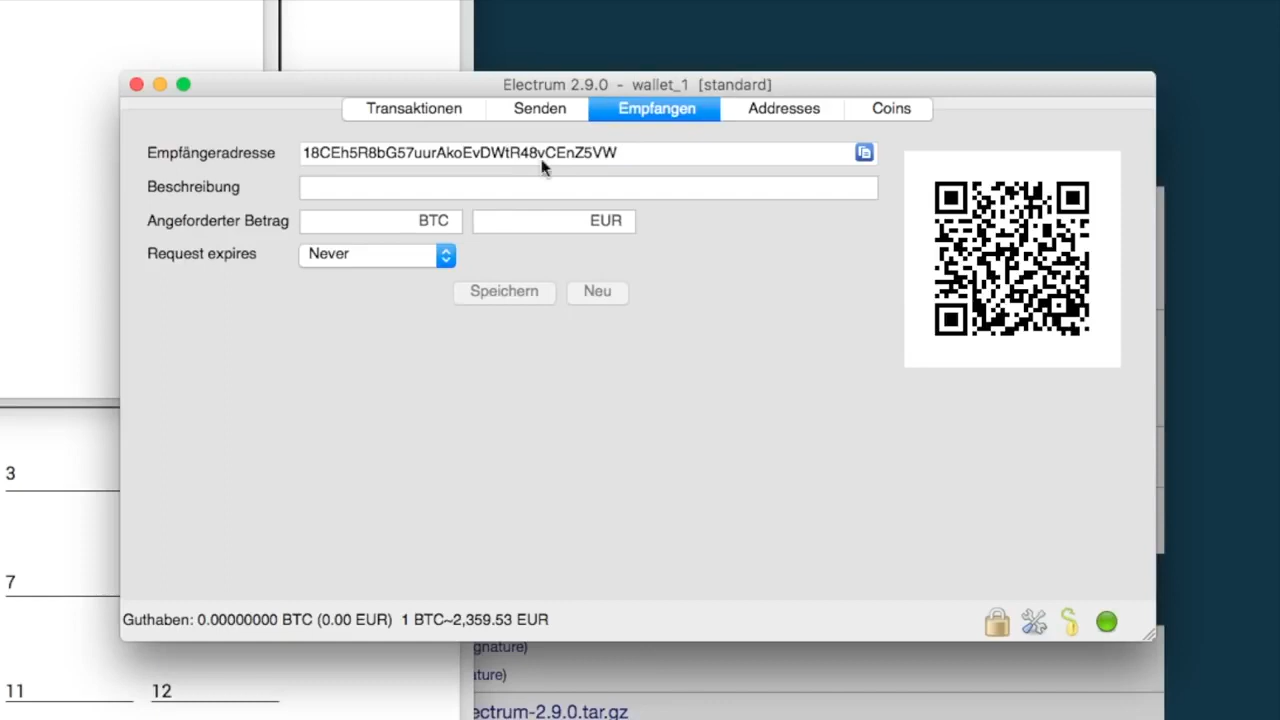 Electrum 2.9.0 - wallet_1 [standard]
Transaktionen Senden Empfangen Addresses Coins
Empfängeradresse 18CEh5R8bG57uurAkoEvDWtR48vCEnZ5VW
Beschreibung
Angeforderter Betrag BTC EUR
Request expires Never
Speichern Neu
3
7
Guthaben: 0.00000000 BTC (0.00 EUR) 1 BTC~2,359.53 EUR
gnature)
ature)
11 12
ectrum-2.9.0.tar.gz